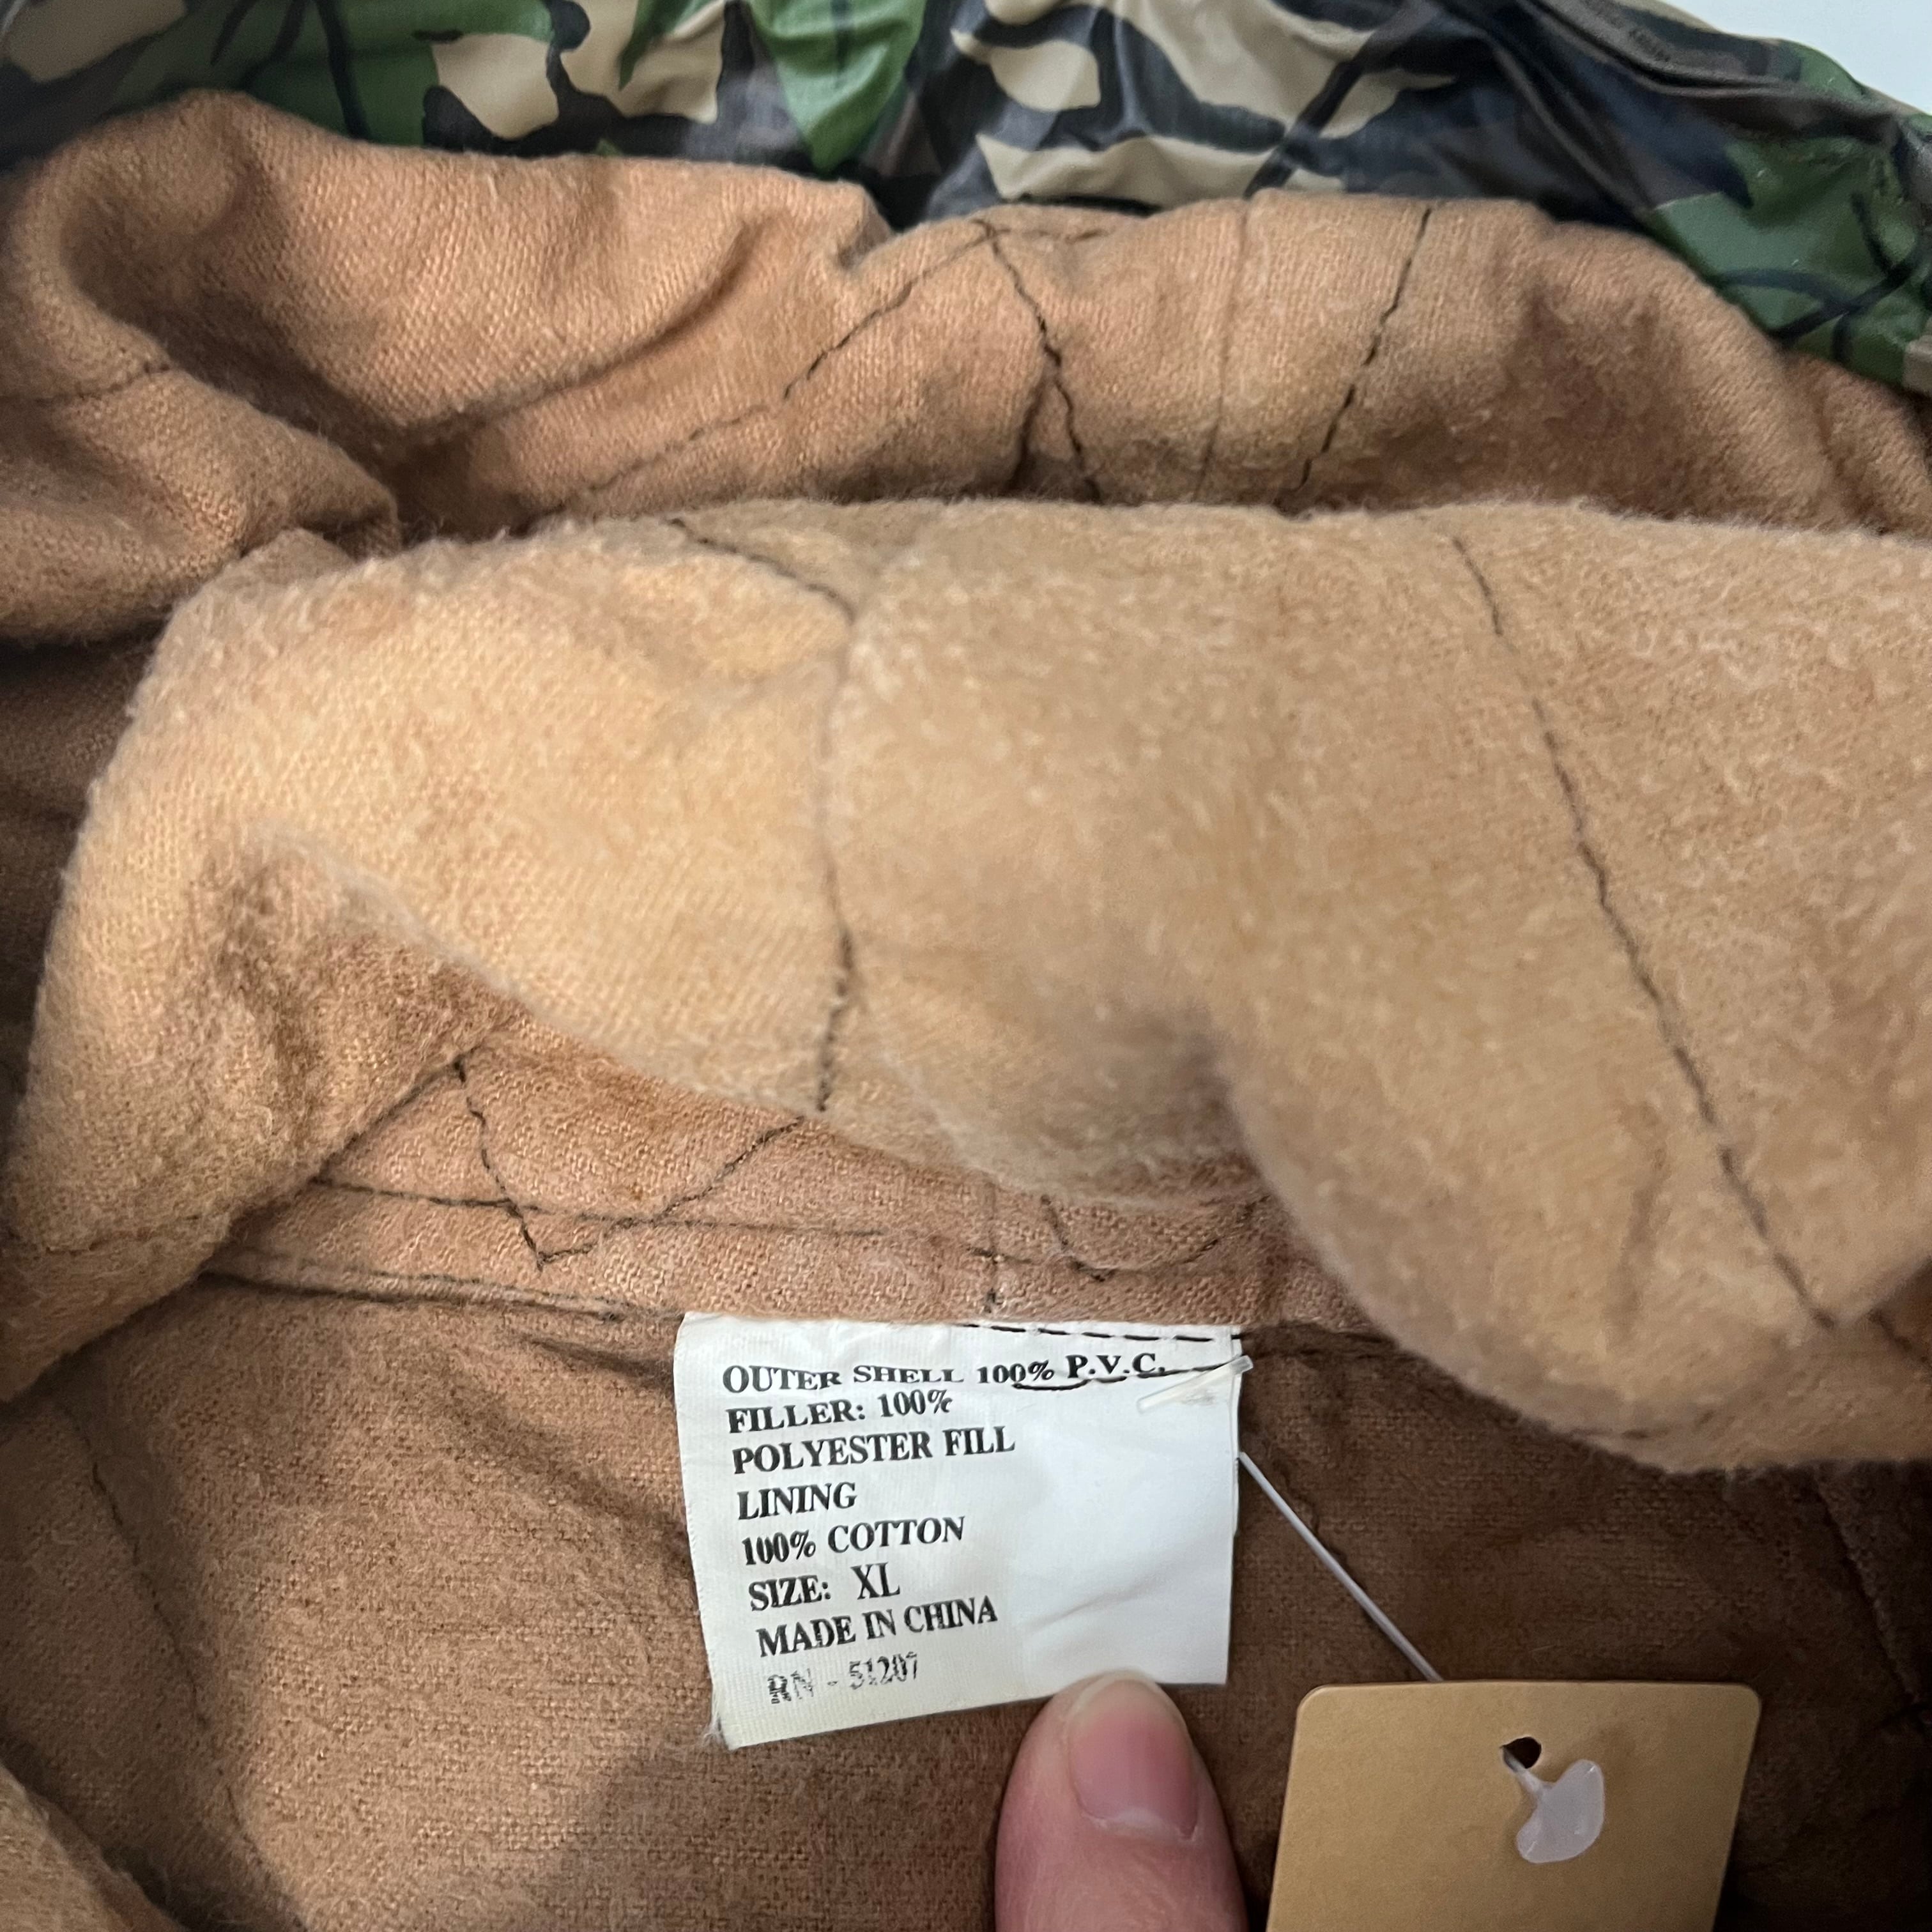 OUTER SHELL 100% P.V.C.
FILLER: 100%
POLYESTER FILL
LINING
100% COTTON
SIZE: XL
MADE IN CHINA
RN - 51207